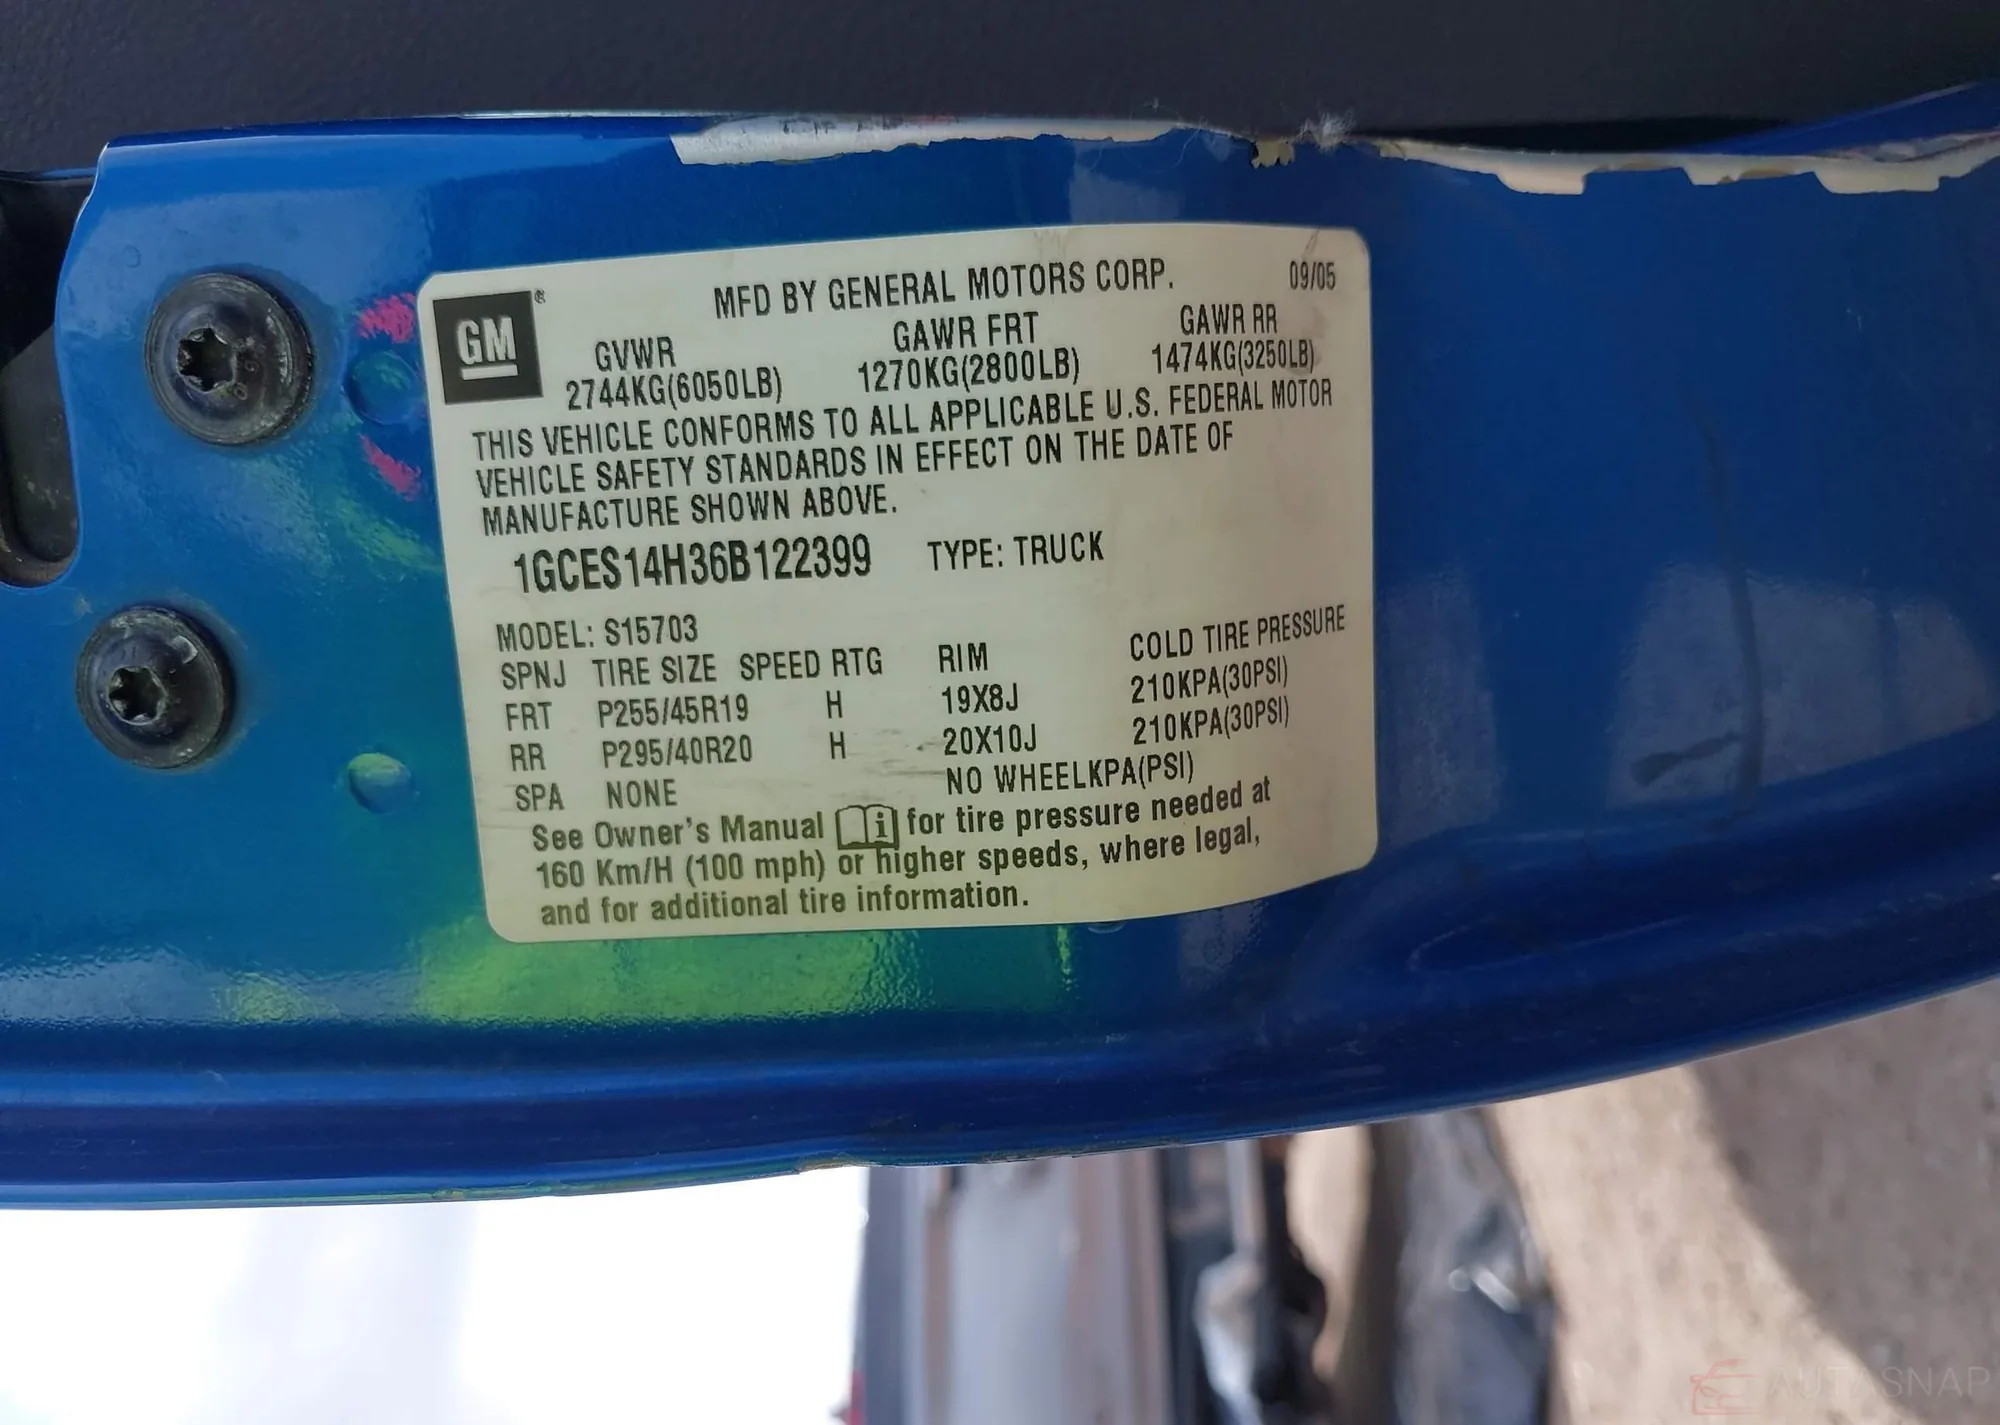 GM®
MFD BY GENERAL MOTORS CORP. 09/05
GVWR GAWR FRT GAWR RR
2744KG(6050LB) 1270KG(2800LB) 1474KG(3250LB)
THIS VEHICLE CONFORMS TO ALL APPLICABLE U.S. FEDERAL MOTOR
VEHICLE SAFETY STANDARDS IN EFFECT ON THE DATE OF
MANUFACTURE SHOWN ABOVE.
1GCES14H36B122399 TYPE: TRUCK
MODEL: S15703
SPNJ TIRE SIZE SPEED RTG RIM COLD TIRE PRESSURE
FRT P255/45R19 H 19X8J 210KPA(30PSI)
RR P295/40R20 H 20X10J 210KPA(30PSI)
SPA NONE NO WHEELKPA(PSI)
See Owner's Manual i for tire pressure needed at
160 Km/H (100 mph) or higher speeds, where legal,
and for additional tire information.
AUTASNAP